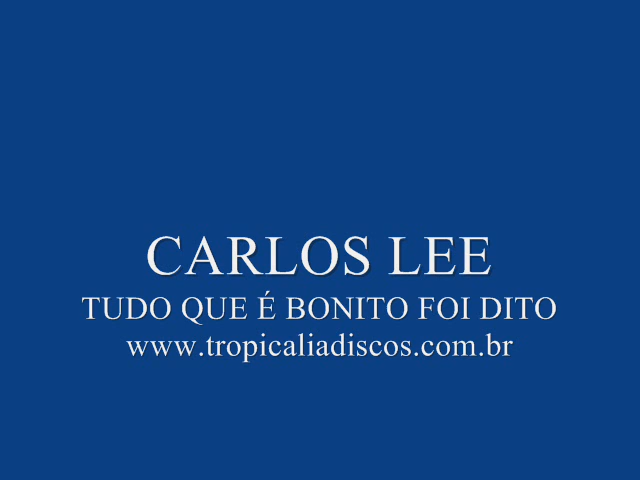 CARLOS LEE
TUDO QUE É BONITO FOI DITO
www.tropicaliadiscos.com.br